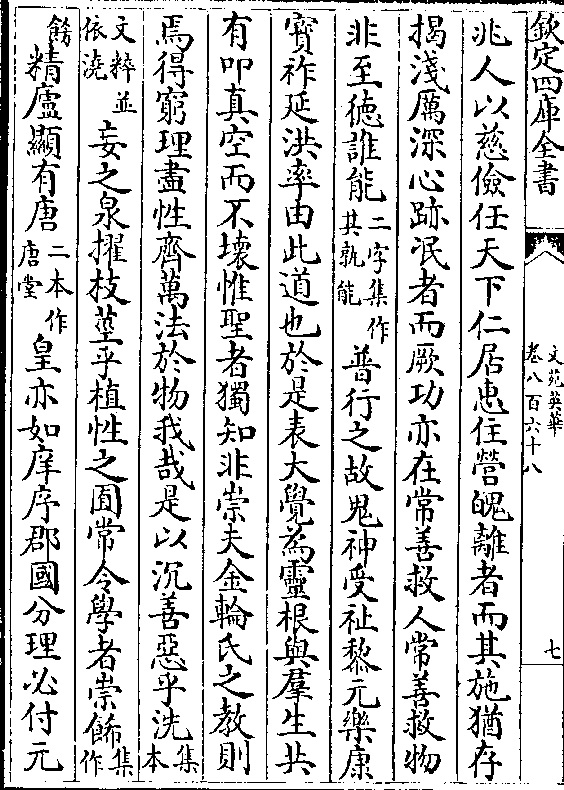 欽定四庫全書
文苑英華
卷八百六十八
七
兆人以慈儉任天下仁居惠住營魄離者而其施猶存
揭淺厲深心跡泯者而厥功亦在常善救人常善救物
非至德誰能二字集作其孰能普行之故鬼神受祉黎元樂康
寳祚延洪率由此道也於是表大覺為靈根與羣生共
有叩真空而不壊惟聖者獨知非崇夫金輪氏之教則
焉得窮理盡性齊萬法於物我哉是以沉善惡乎洗集本
文粹並依澆妄之泉擢枝莖乎植性之囿常令學者崇餙集作
餝精廬顯有唐二本作唐堂皇亦如庠序郡國分理必付元